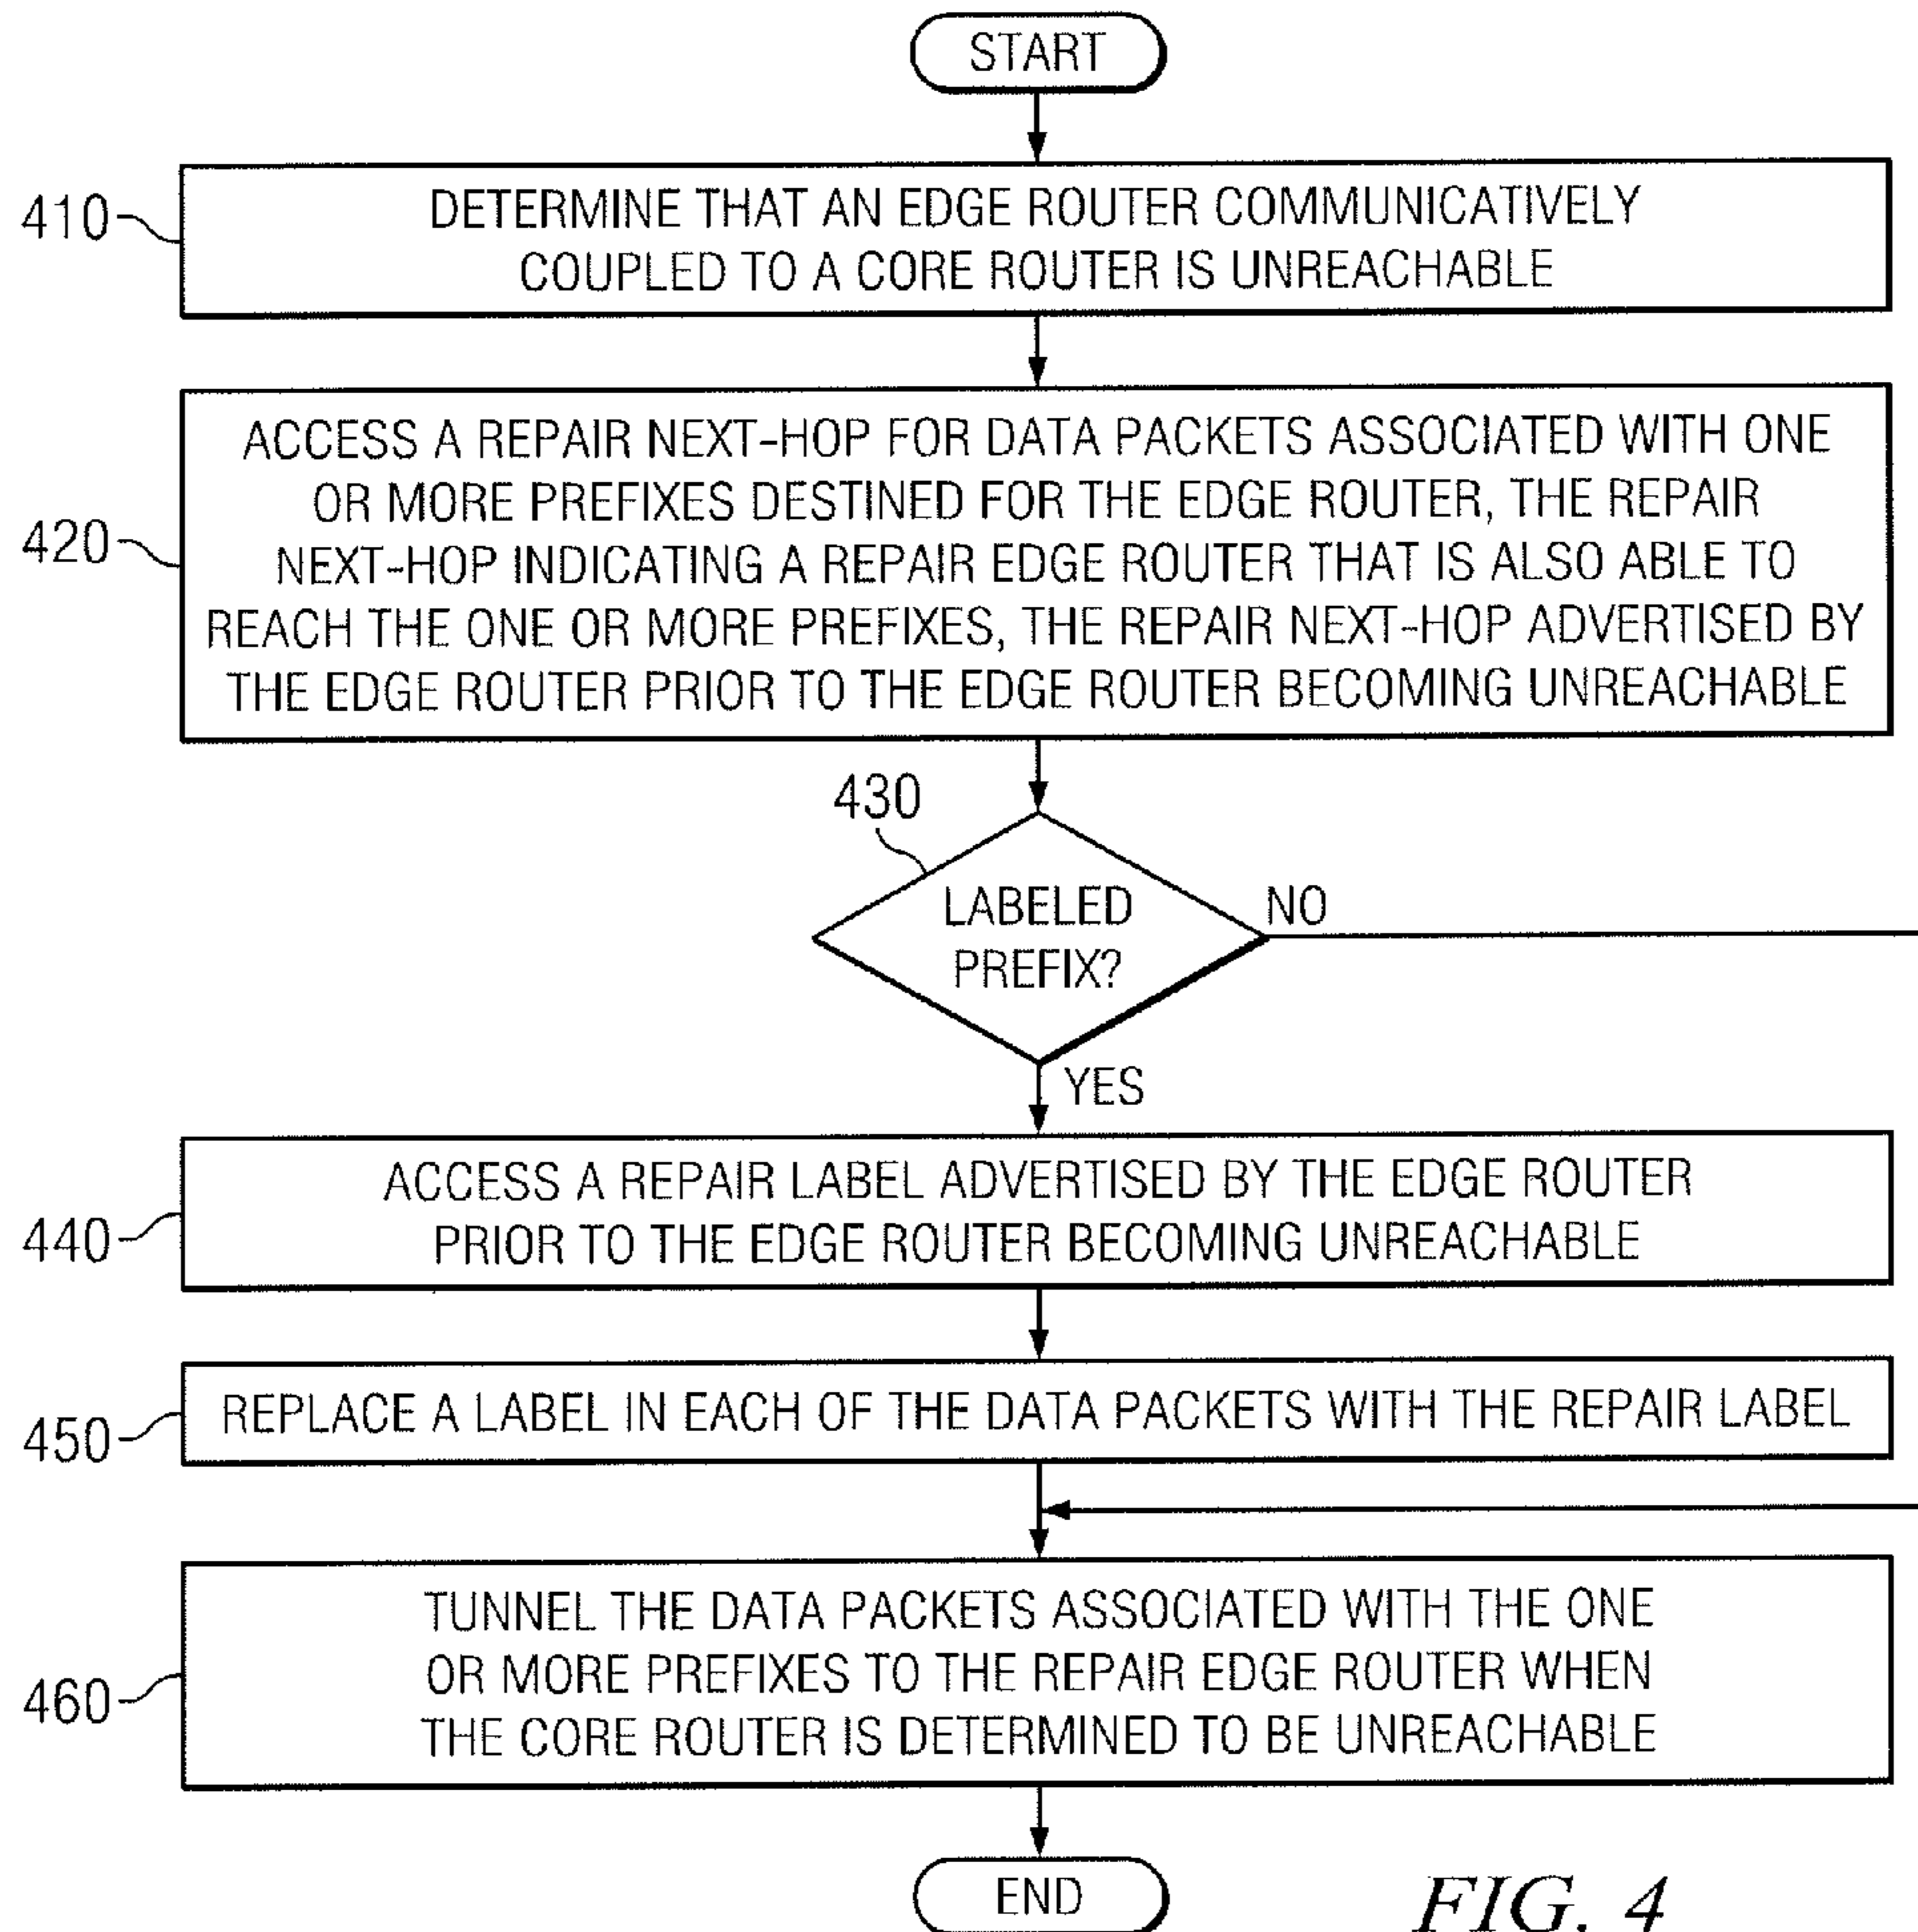 START
410
DETERMINE THAT AN EDGE ROUTER COMMUNICATIVELY
COUPLED TO A CORE ROUTER IS UNREACHABLE
420
ACCESS A REPAIR NEXT-HOP FOR DATA PACKETS ASSOCIATED WITH ONE
OR MORE PREFIXES DESTINED FOR THE EDGE ROUTER, THE REPAIR
NEXT-HOP INDICATING A REPAIR EDGE ROUTER THAT IS ALSO ABLE TO
REACH THE ONE OR MORE PREFIXES, THE REPAIR NEXT-HOP ADVERTISED BY
THE EDGE ROUTER PRIOR TO THE EDGE ROUTER BECOMING UNREACHABLE
430
LABELED
PREFIX?
NO
YES
440
ACCESS A REPAIR LABEL ADVERTISED BY THE EDGE ROUTER
PRIOR TO THE EDGE ROUTER BECOMING UNREACHABLE
450
REPLACE A LABEL IN EACH OF THE DATA PACKETS WITH THE REPAIR LABEL
460
TUNNEL THE DATA PACKETS ASSOCIATED WITH THE ONE
OR MORE PREFIXES TO THE REPAIR EDGE ROUTER WHEN
THE CORE ROUTER IS DETERMINED TO BE UNREACHABLE
END
FIG. 4